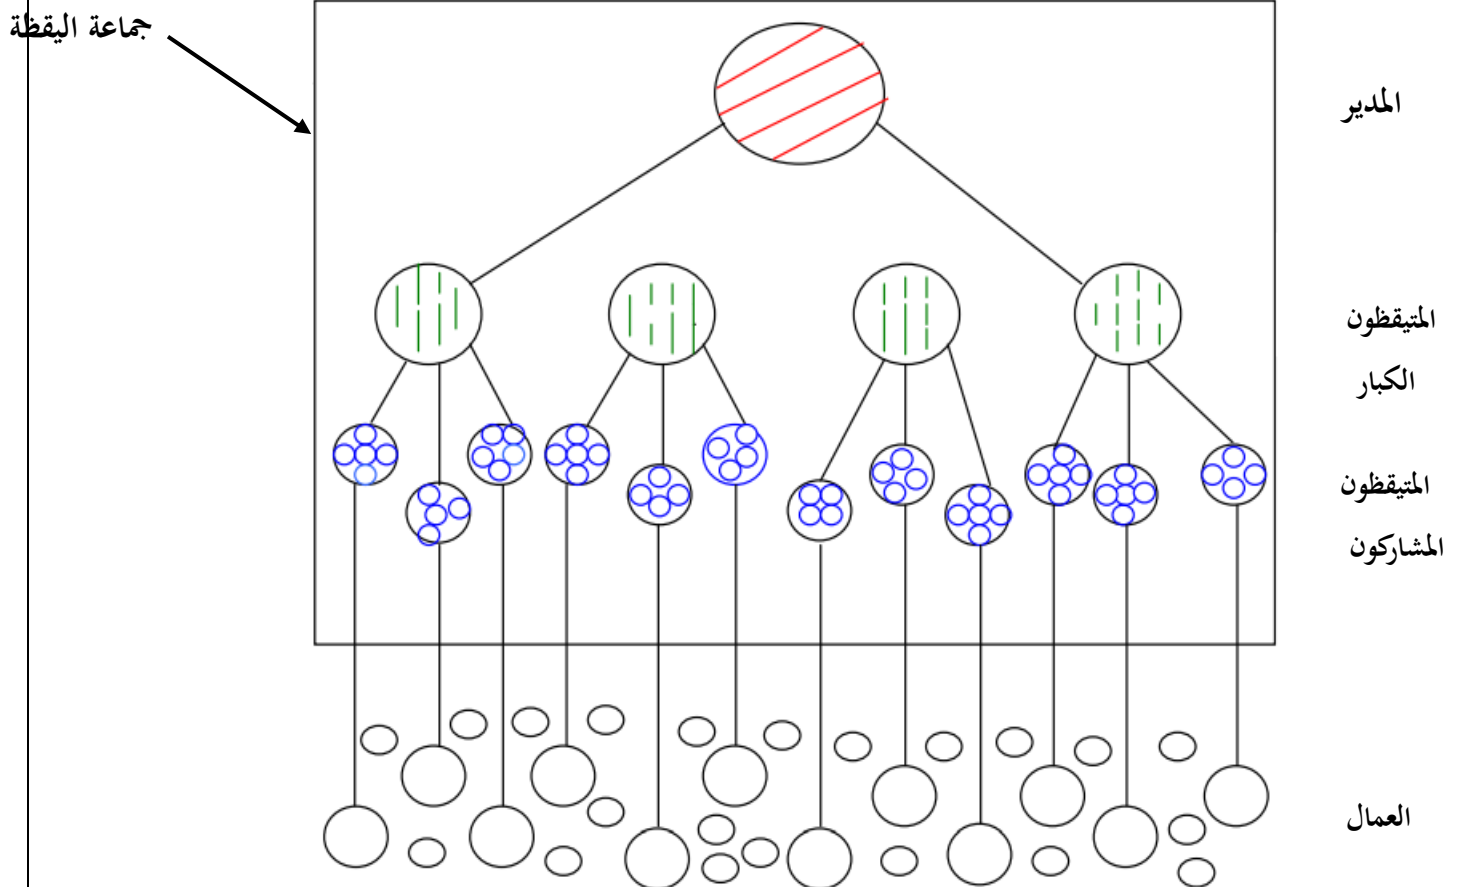 جماعة اليقظة
المدير
المتيقظون
الكبار
المتيقظون
المشاركون
العمال